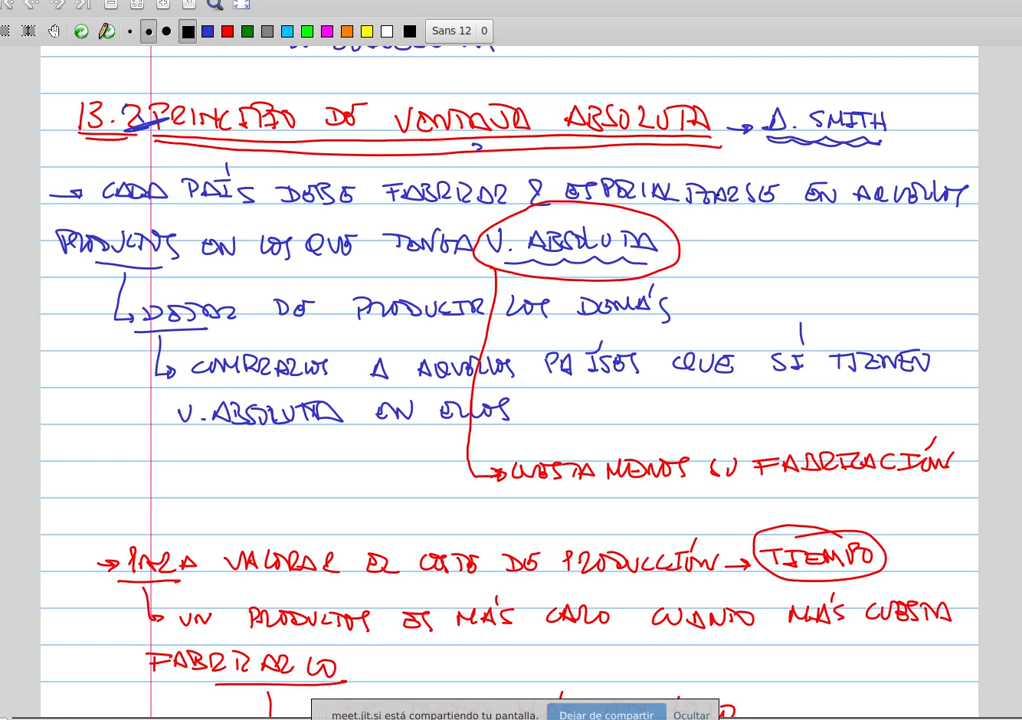 Sans 12 0
13.2 PRINCIPIO DE VENTAJA ABSOLUTA → A. SMITH
→ CADA PAÍS DEBE FABRICAR & ESPECIALIZARSE EN AQUELLOS
PRODUCTOS EN LOS QUE TENGA V. ABSOLUTA
DEJAR DE PRODUCIR LOS DEMÁS
COMPRARLOS A AQUELLOS PAÍSES QUE SÍ TIENEN
V. ABSOLUTA EN ELLOS
→ CUESTA MENOS SU FABRICACIÓN
→ PARA VALORAR EL COSTE DE PRODUCCIÓN → TIEMPO
UN PRODUCTOS ES MÁS CARO CUANTO MÁS CUESTA
FABRICARLO
meet.jit.si está compartiendo tu pantalla. Dejar de compartir Ocultar